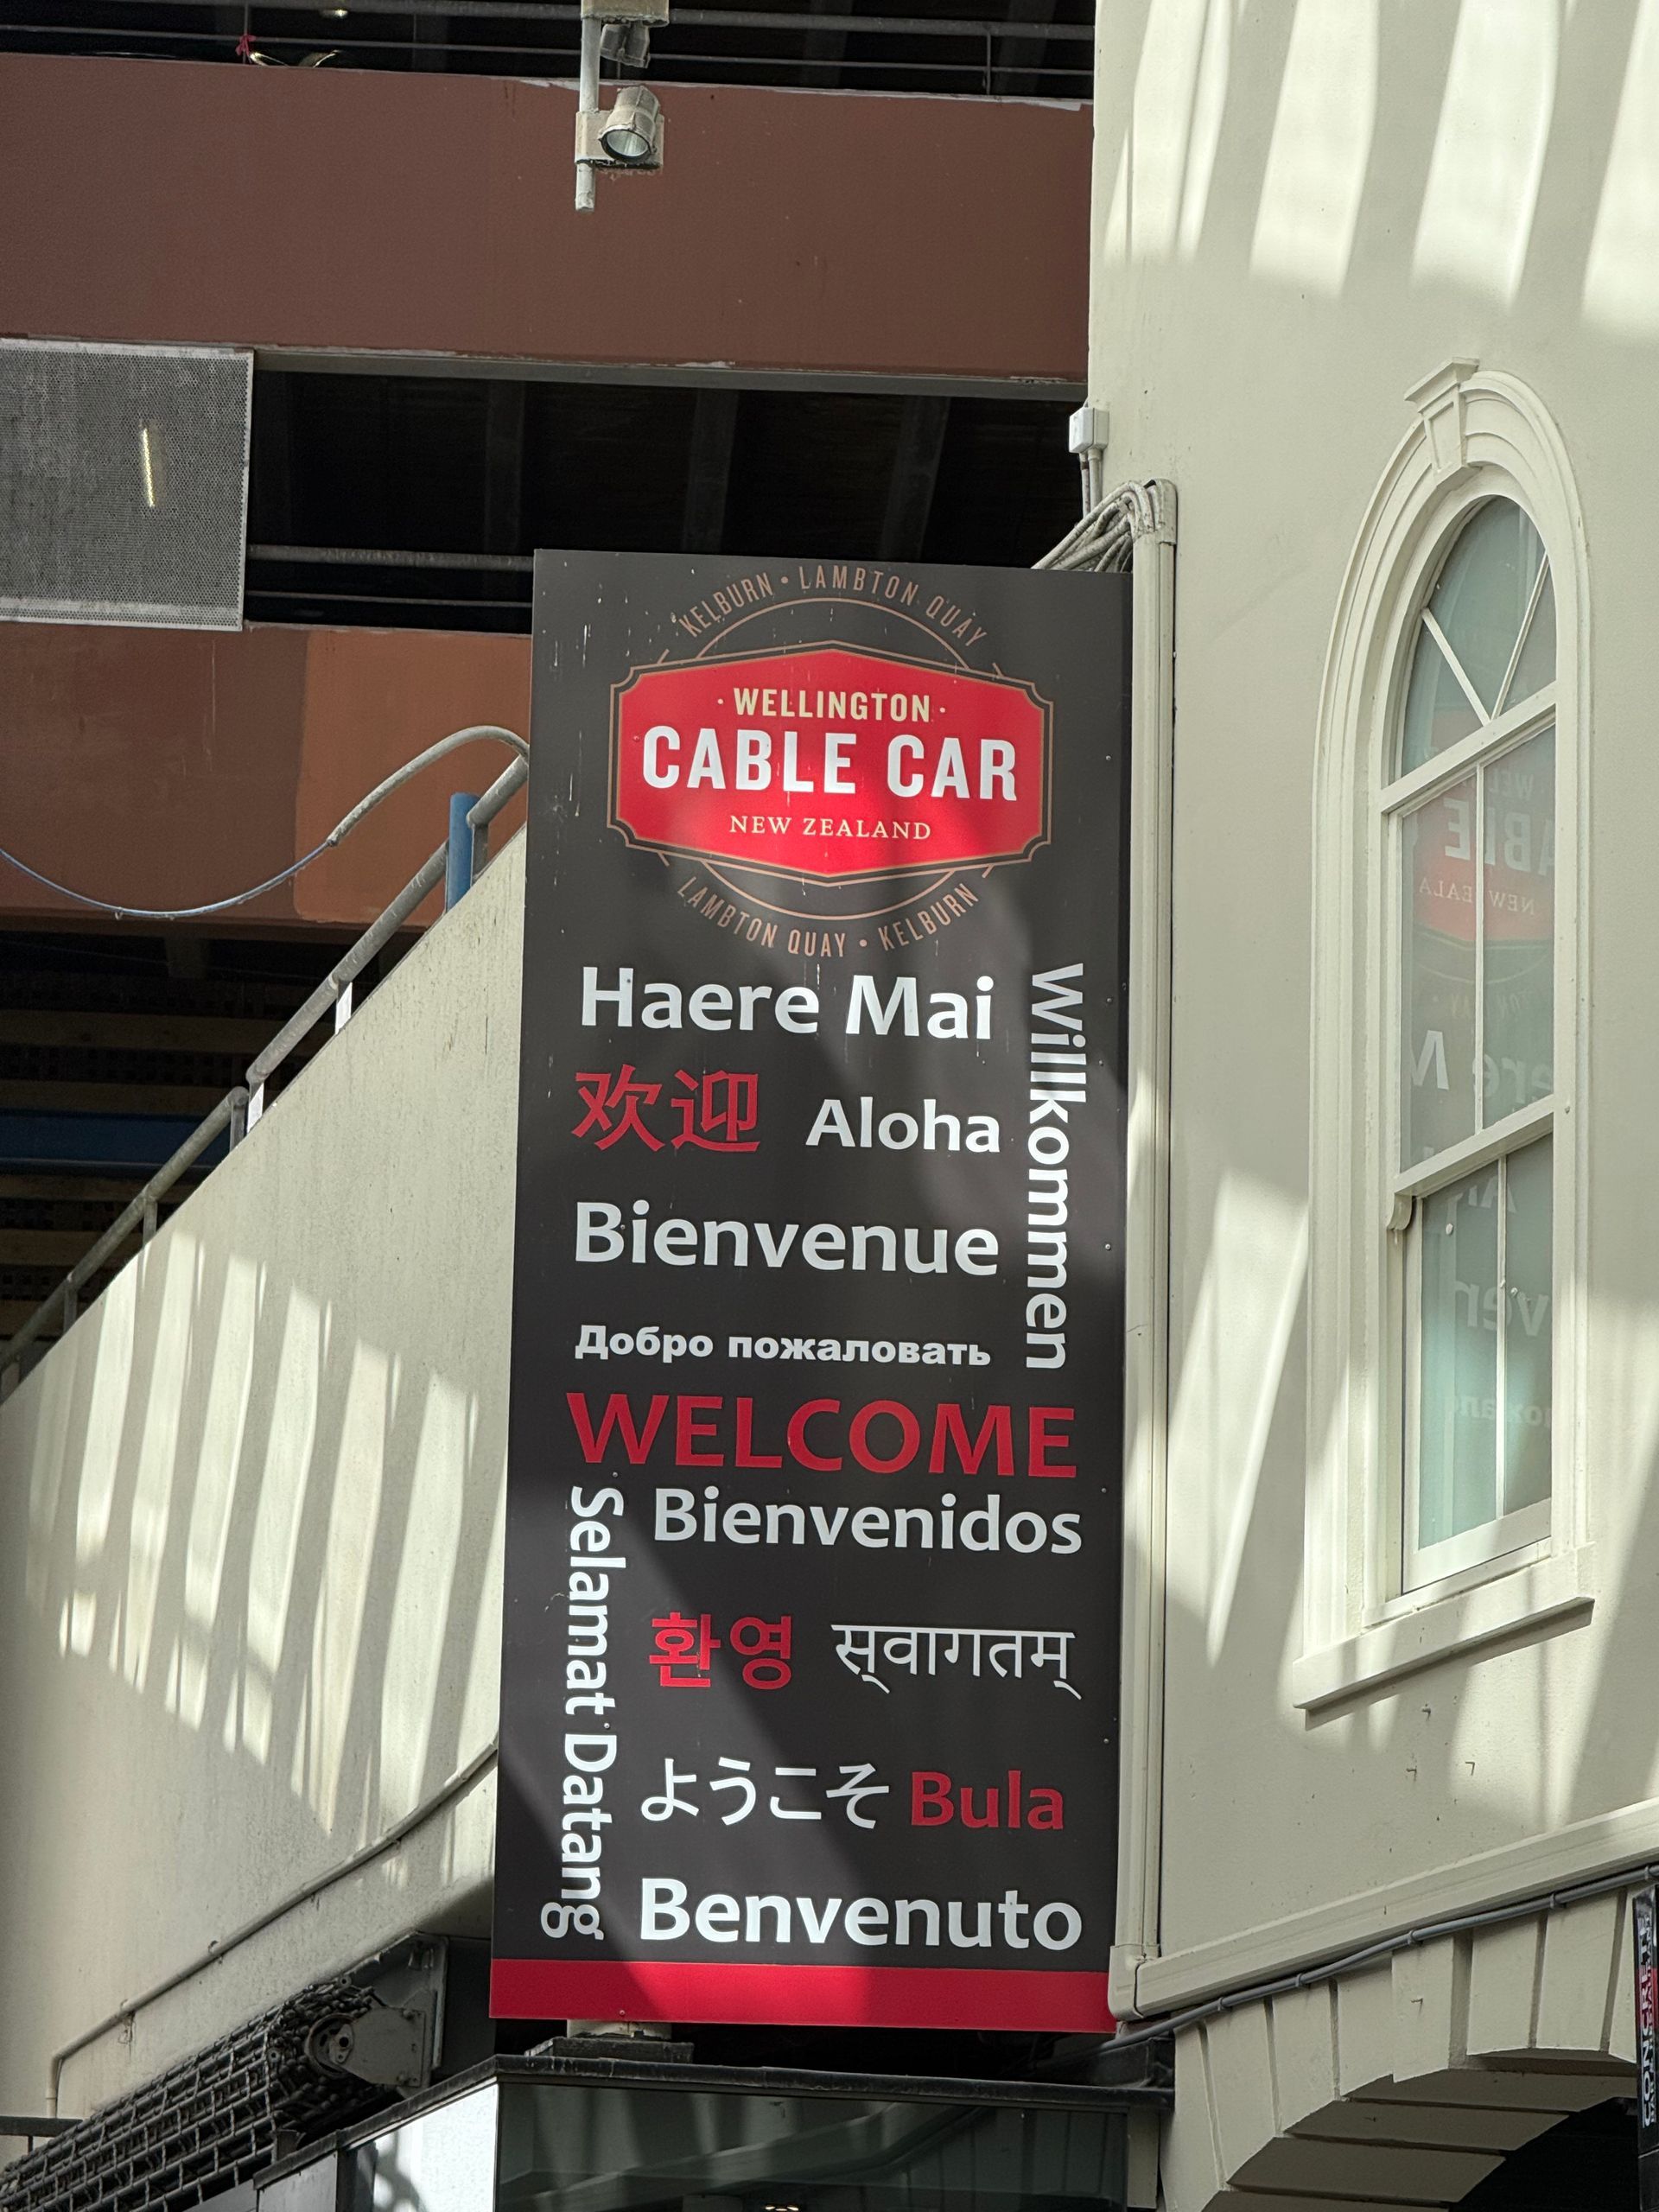 KELBURN • LAMBTON QUAY
· WELLINGTON ·
CABLE CAR
NEW ZEALAND
LAMBTON QUAY • KELBURN
Haere Mai
Willkommen
欢迎 Aloha
Bienvenue
Добро пожаловать
WELCOME
Bienvenidos
Selamat Datang
환영 स्वागतम्
ようこそ Bula
Benvenuto
CONCRETE